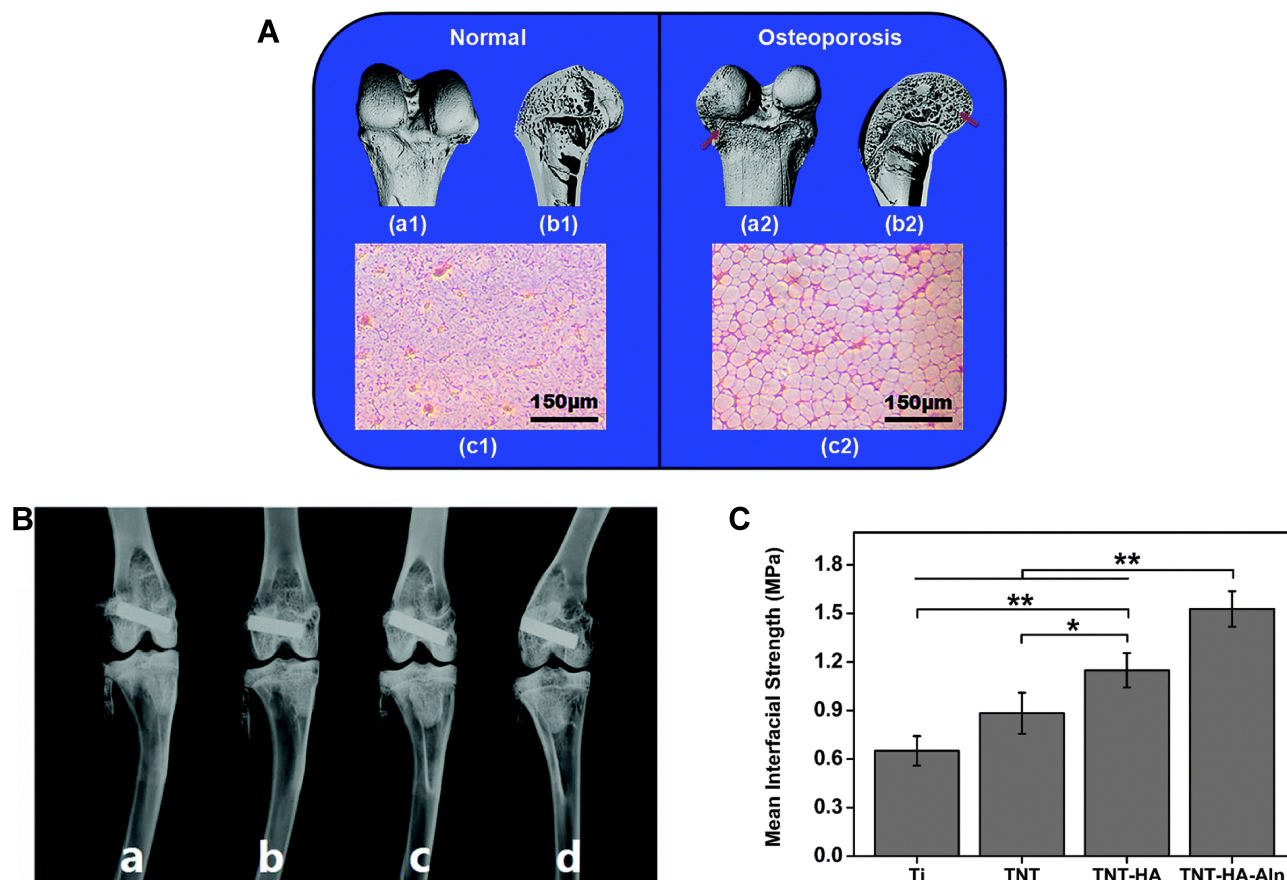 A
Normal
Osteoporosis
(a1)
(b1)
(a2)
(b2)
150µm
150µm
(c1)
(c2)
B
a
b
c
d
C
Mean Interfacial Strength (MPa)
1.8
1.5
1.2
0.9
0.6
0.3
0.0
**
**
*
Ti
TNT
TNT-HA
TNT-HA-Aln